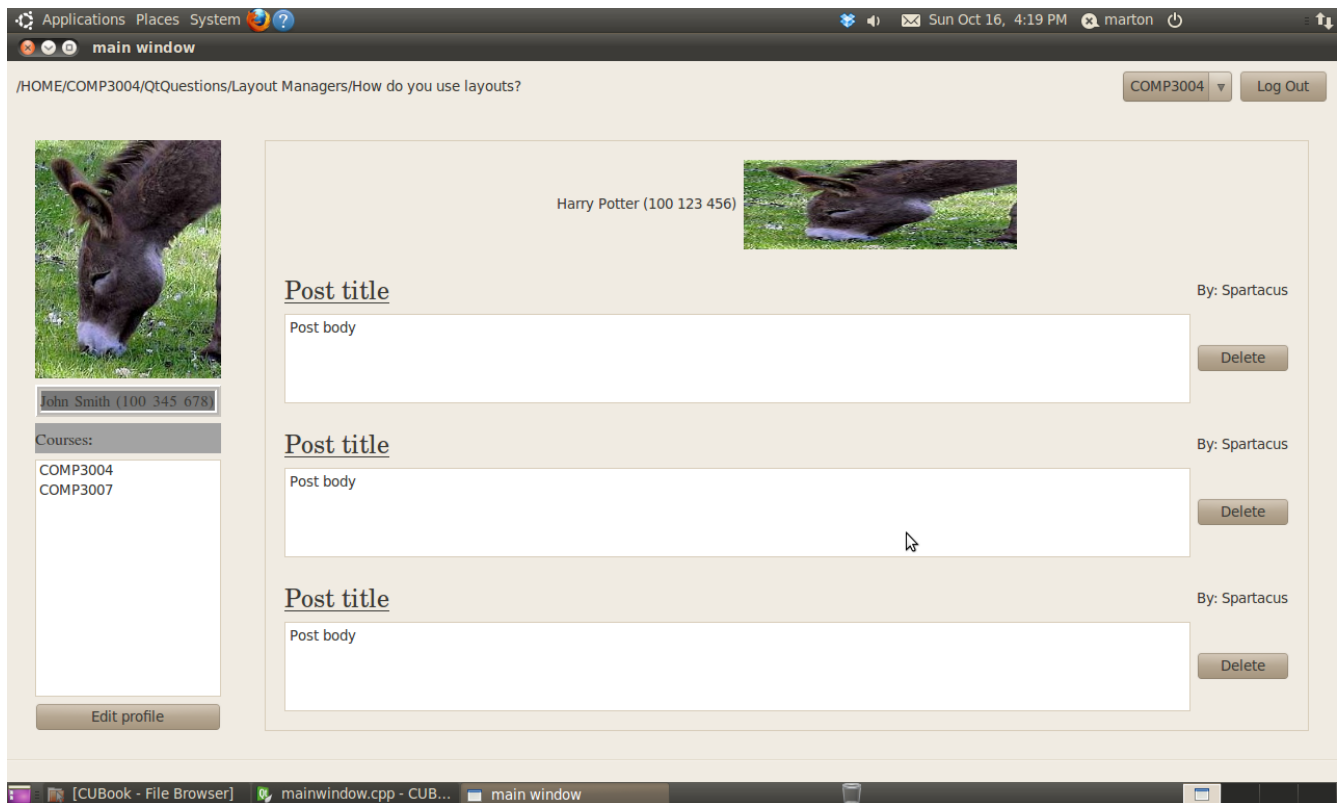 Applications Places System
Sun Oct 16, 4:19 PM marton
main window
/HOME/COMP3004/QtQuestions/Layout Managers/How do you use layouts?
COMP3004
Log Out
Harry Potter (100 123 456)
John Smith (100 345 678)
Courses:
COMP3004
COMP3007
Edit profile
Post title
By: Spartacus
Post body
Delete
Post title
By: Spartacus
Post body
Delete
Post title
By: Spartacus
Post body
Delete
[CUBook - File Browser]
mainwindow.cpp - CUB...
main window